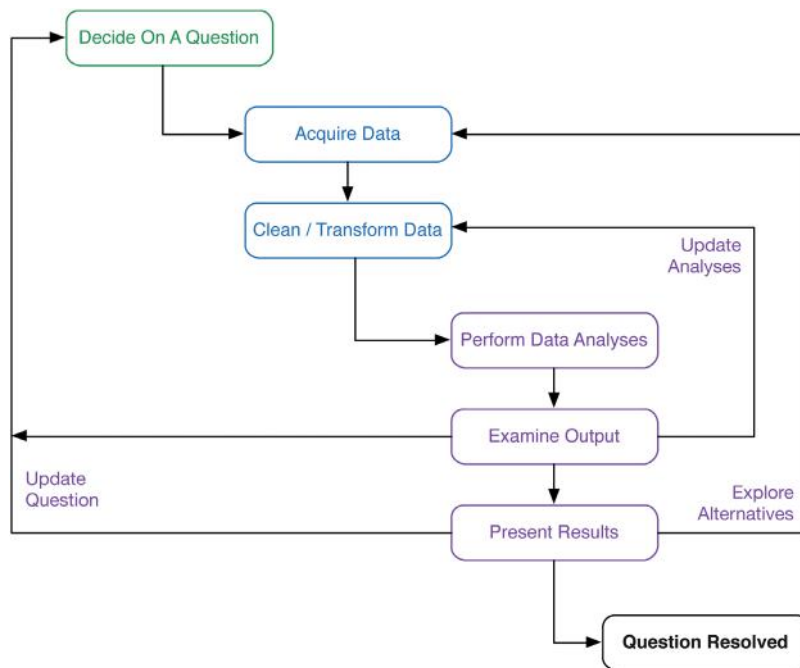 Decide On A Question
Acquire Data
Clean / Transform Data
Update
Analyses
Perform Data Analyses
Examine Output
Update
Question
Present Results
Explore
Alternatives
Question Resolved